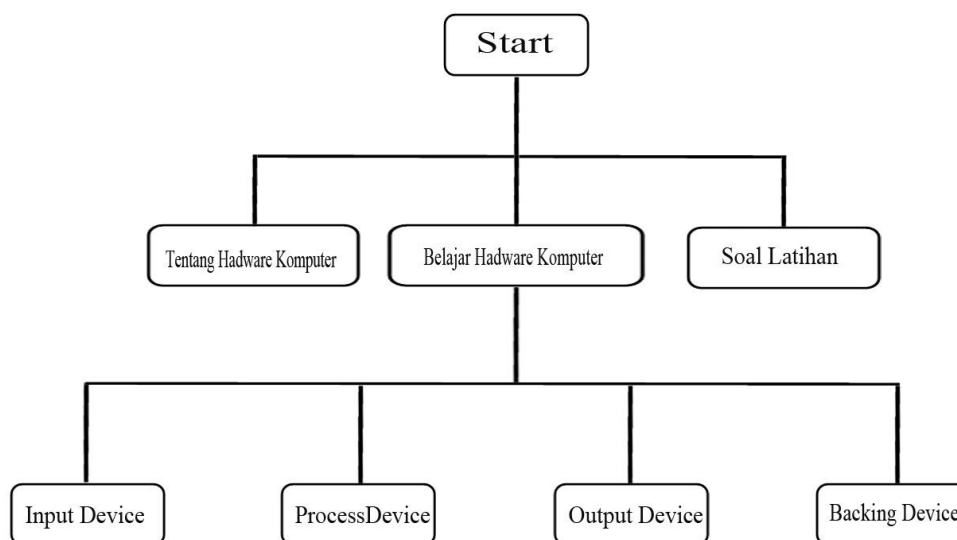 Start
Tentang Hadware Komputer
Belajar Hadware Komputer
Soal Latihan
Input Device
ProcessDevice
Output Device
Backing Device